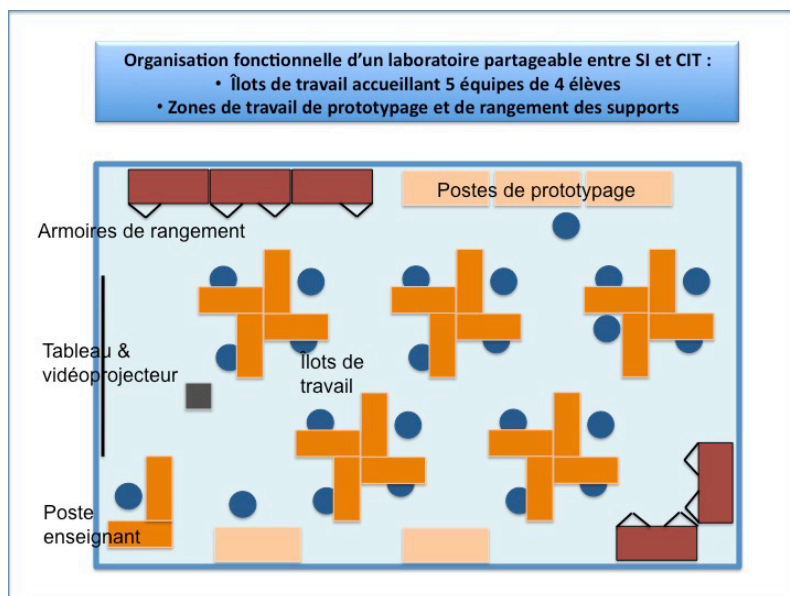 Organisation fonctionnelle d'un laboratoire partageable entre SI et CIT :
• Îlots de travail accueillant 5 équipes de 4 élèves
• Zones de travail de prototypage et de rangement des supports
Postes de prototypage
Armoires de rangement
Tableau &
vidéoprojecteur
Îlots de
travail
Poste
enseignant